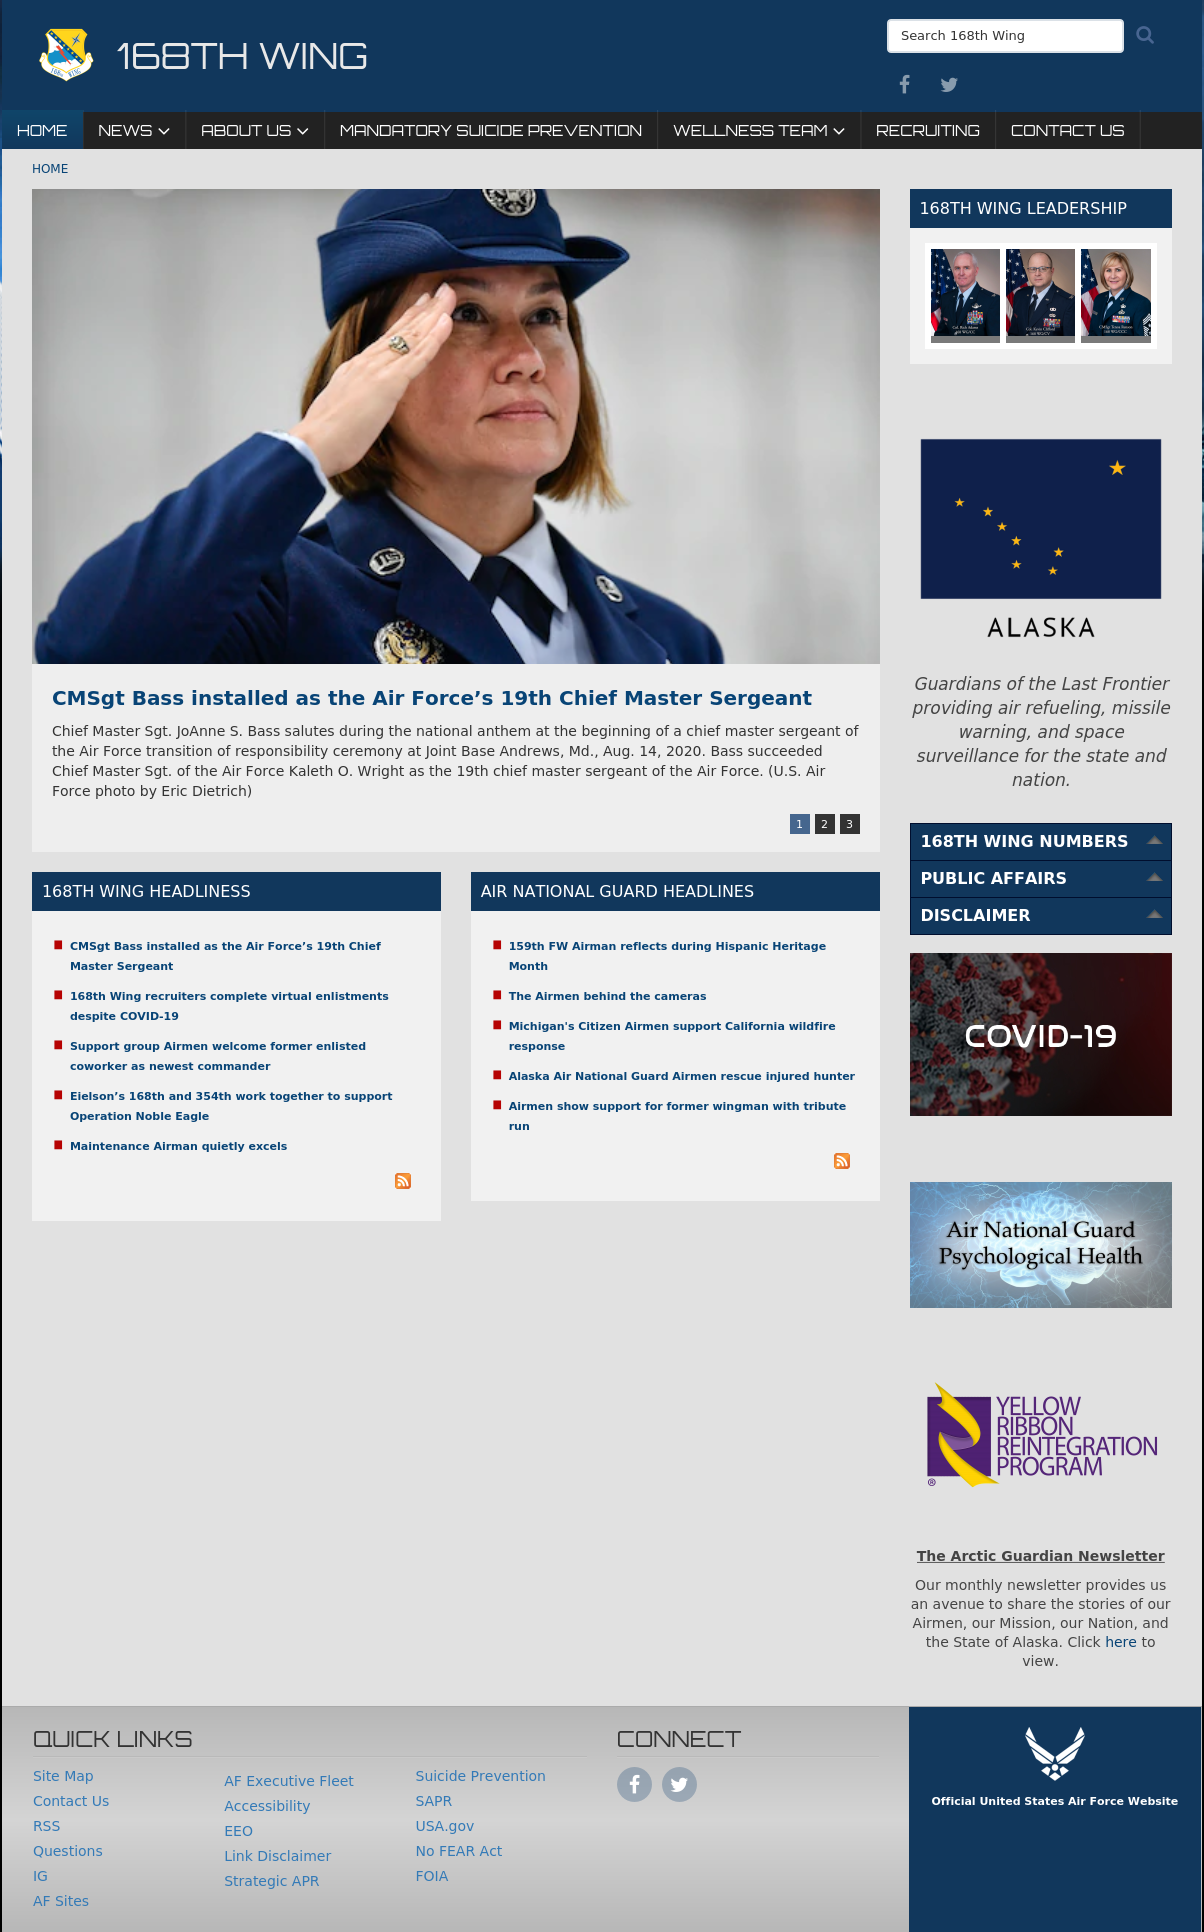 168TH WING
Search 168th Wing
HOME NEWS ABOUT US MANDATORY SUICIDE PREVENTION WELLNESS TEAM RECRUITING CONTACT US
HOME
CMSgt Bass installed as the Air Force’s 19th Chief Master Sergeant
Chief Master Sgt. JoAnne S. Bass salutes during the national anthem at the beginning of a chief master sergeant of
the Air Force transition of responsibility ceremony at Joint Base Andrews, Md., Aug. 14, 2020. Bass succeeded
Chief Master Sgt. of the Air Force Kaleth O. Wright as the 19th chief master sergeant of the Air Force. (U.S. Air
Force photo by Eric Dietrich)
1 2 3
168TH WING HEADLINESS
CMSgt Bass installed as the Air Force’s 19th Chief
Master Sergeant
168th Wing recruiters complete virtual enlistments
despite COVID-19
Support group Airmen welcome former enlisted
coworker as newest commander
Eielson’s 168th and 354th work together to support
Operation Noble Eagle
Maintenance Airman quietly excels
AIR NATIONAL GUARD HEADLINES
159th FW Airman reflects during Hispanic Heritage
Month
The Airmen behind the cameras
Michigan's Citizen Airmen support California wildfire
response
Alaska Air National Guard Airmen rescue injured hunter
Airmen show support for former wingman with tribute
run
168TH WING LEADERSHIP
ALASKA
Guardians of the Last Frontier
providing air refueling, missile
warning, and space
surveillance for the state and
nation.
168TH WING NUMBERS
PUBLIC AFFAIRS
DISCLAIMER
COVID-19
Air National Guard
Psychological Health
YELLOW
RIBBON
REINTEGRATION
PROGRAM
®
The Arctic Guardian Newsletter
Our monthly newsletter provides us
an avenue to share the stories of our
Airmen, our Mission, our Nation, and
the State of Alaska. Click here to
view.
QUICK LINKS
Site Map
Contact Us
RSS
Questions
IG
AF Sites
AF Executive Fleet
Accessibility
EEO
Link Disclaimer
Strategic APR
Suicide Prevention
SAPR
USA.gov
No FEAR Act
FOIA
CONNECT
Official United States Air Force Website